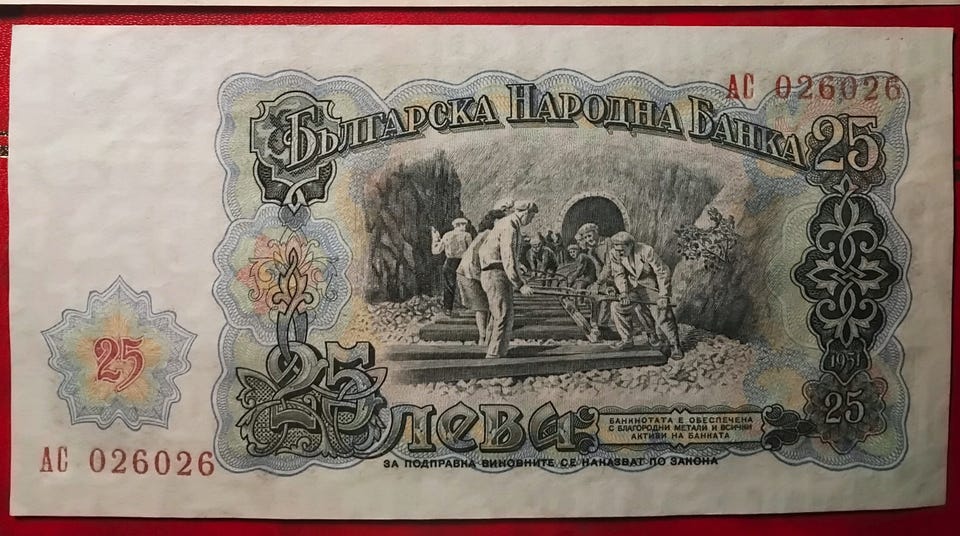 АС 026026
БЪЛГАРСКА НАРОДНА БАНКА
25
25
1951
25
25 ЛЕВА
БАНКНОТАТА Е ОБЕСПЕЧЕНА
С БЛАГОРОДНИ МЕТАЛИ И ВСИЧКИ
АКТИВИ НА БАНКАТА
АС 026026
ЗА ПОДПРАВКА ВИНОВНИТЕ СЕ НАКАЗВАТ ПО ЗАКОНА